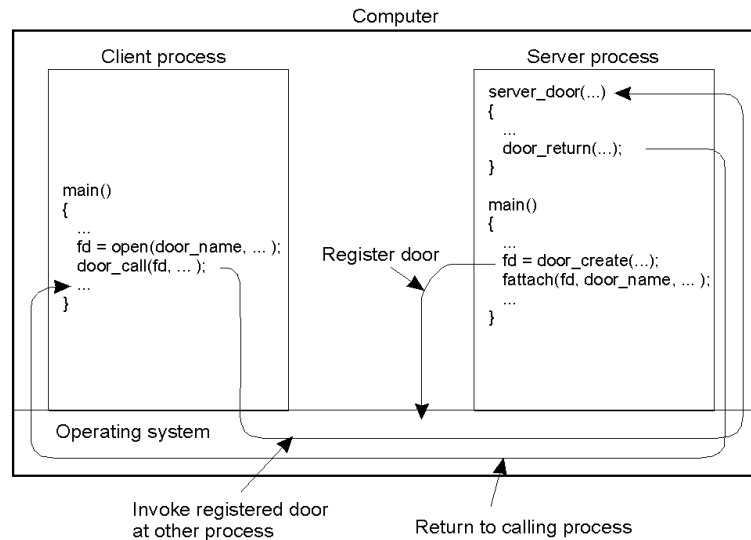 Computer
Client process
main()
{
...
fd = open(door_name, ... );
door_call(fd, ... );
...
}
Server process
server_door(...)
{
...
door_return(...);
}
main()
{
...
fd = door_create(...);
fattach(fd, door_name, ... );
...
}
Register door
Operating system
Invoke registered door
at other process
Return to calling process